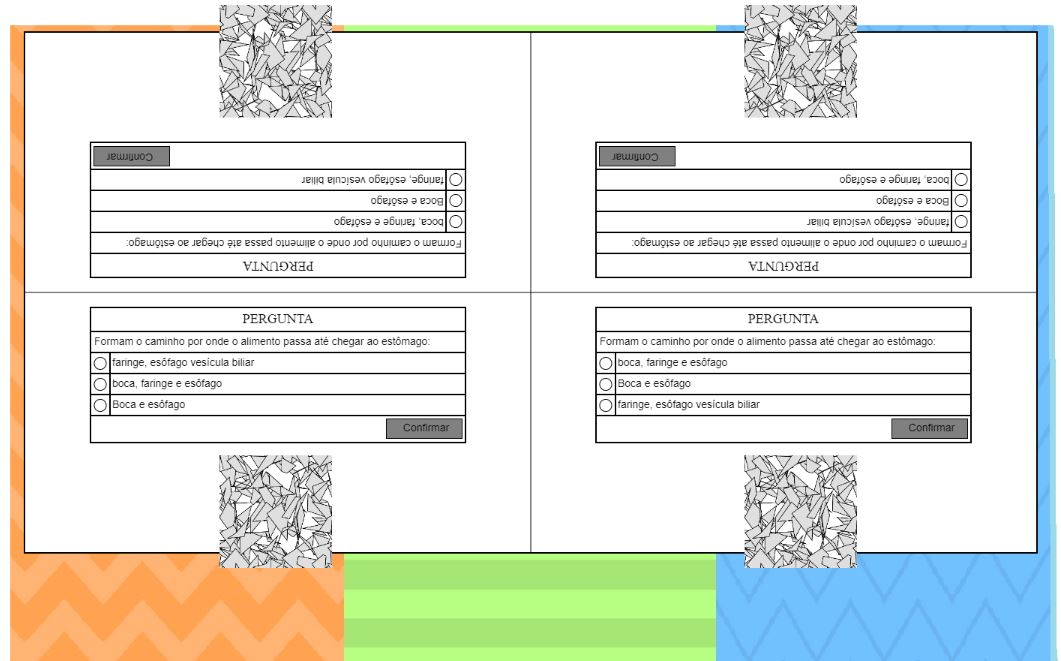 Confirmar
faringe, esôfago vesícula biliar
Boca e esôfago
boca, faringe e esôfago
Formam o caminho por onde o alimento passa até chegar ao estômago:
PERGUNTA
Confirmar
boca, faringe e esôfago
Boca e esôfago
faringe, esôfago vesícula biliar
Formam o caminho por onde o alimento passa até chegar ao estômago:
PERGUNTA
PERGUNTA
Formam o caminho por onde o alimento passa até chegar ao estômago:
faringe, esôfago vesícula biliar
boca, faringe e esôfago
Boca e esôfago
Confirmar
PERGUNTA
Formam o caminho por onde o alimento passa até chegar ao estômago:
boca, faringe e esôfago
Boca e esôfago
faringe, esôfago vesícula biliar
Confirmar